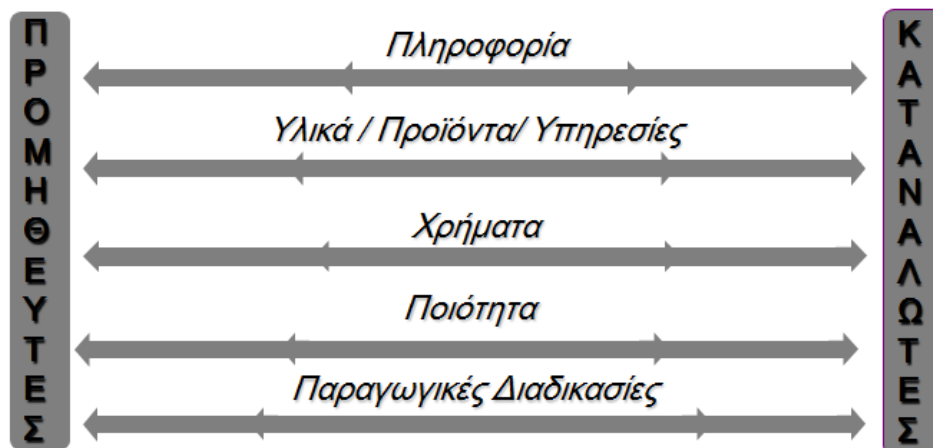 ΠΡΟΜΗΘΕΥΤΕΣ
Πληροφορία
Υλικά / Προϊόντα/ Υπηρεσίες
Χρήματα
Ποιότητα
Παραγωγικές Διαδικασίες
ΚΑΤΑΝΑΛΩΤΕΣ